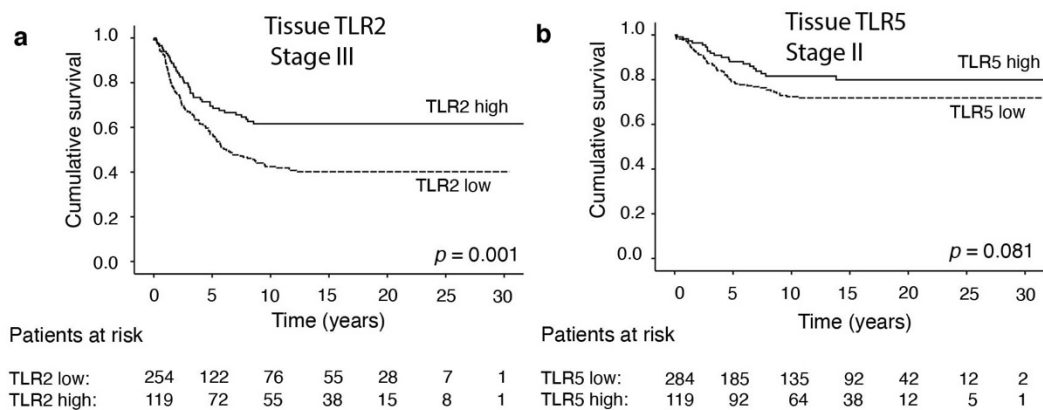 a
Tissue TLR2
Stage III
Cumulative survival
1.0
0.8
0.6
0.4
0.2
0.0
TLR2 high
TLR2 low
p = 0.001
0 5 10 15 20 25 30
Time (years)
Patients at risk
TLR2 low: 254 122 76 55 28 7 1
TLR2 high: 119 72 55 38 15 8 1
b
Tissue TLR5
Stage II
Cumulative survival
1.0
0.8
0.6
0.4
0.2
0.0
TLR5 high
TLR5 low
p = 0.081
0 5 10 15 20 25 30
Time (years)
Patients at risk
TLR5 low: 284 185 135 92 42 12 2
TLR5 high: 119 92 64 38 12 5 1